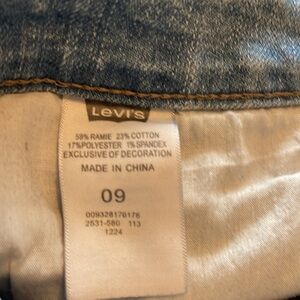 Levi's
59% RAMIE 23% COTTON
17%POLYESTER 1%SPANDEX
EXCLUSIVE OF DECORATION
MADE IN CHINA
09
009328176176
2531-580 113
1224